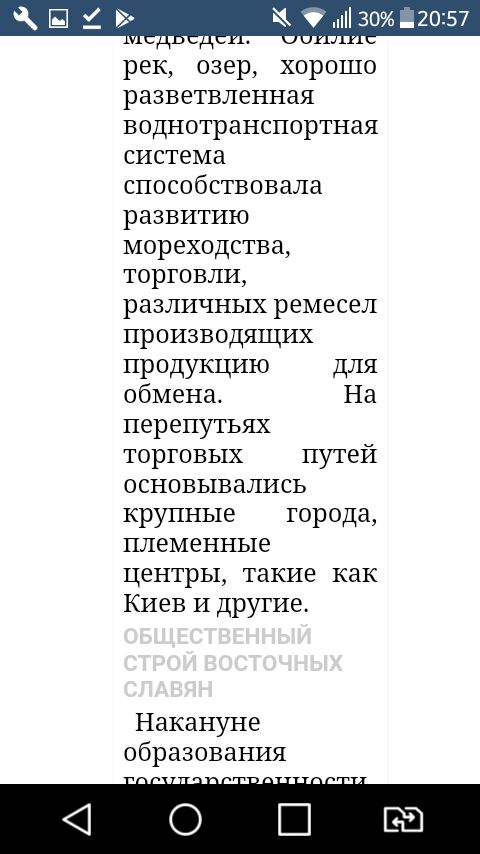 30% 20:57
медведей. Обилие
рек, озер, хорошо
разветвленная
воднотранспортная
система
способствовала
развитию
мореходства,
торговли,
различных ремесел
производящих
продукцию для
обмена. На
перепутьях
торговых путей
основывались
крупные города,
племенные
центры, такие как
Киев и другие.
ОБЩЕСТВЕННЫЙ
СТРОЙ ВОСТОЧНЫХ
СЛАВЯН
Накануне
образования
государственности